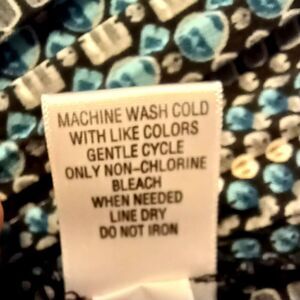 MACHINE WASH COLD
WITH LIKE COLORS
GENTLE CYCLE
ONLY NON-CHLORINE
BLEACH
WHEN NEEDED
LINE DRY
DO NOT IRON